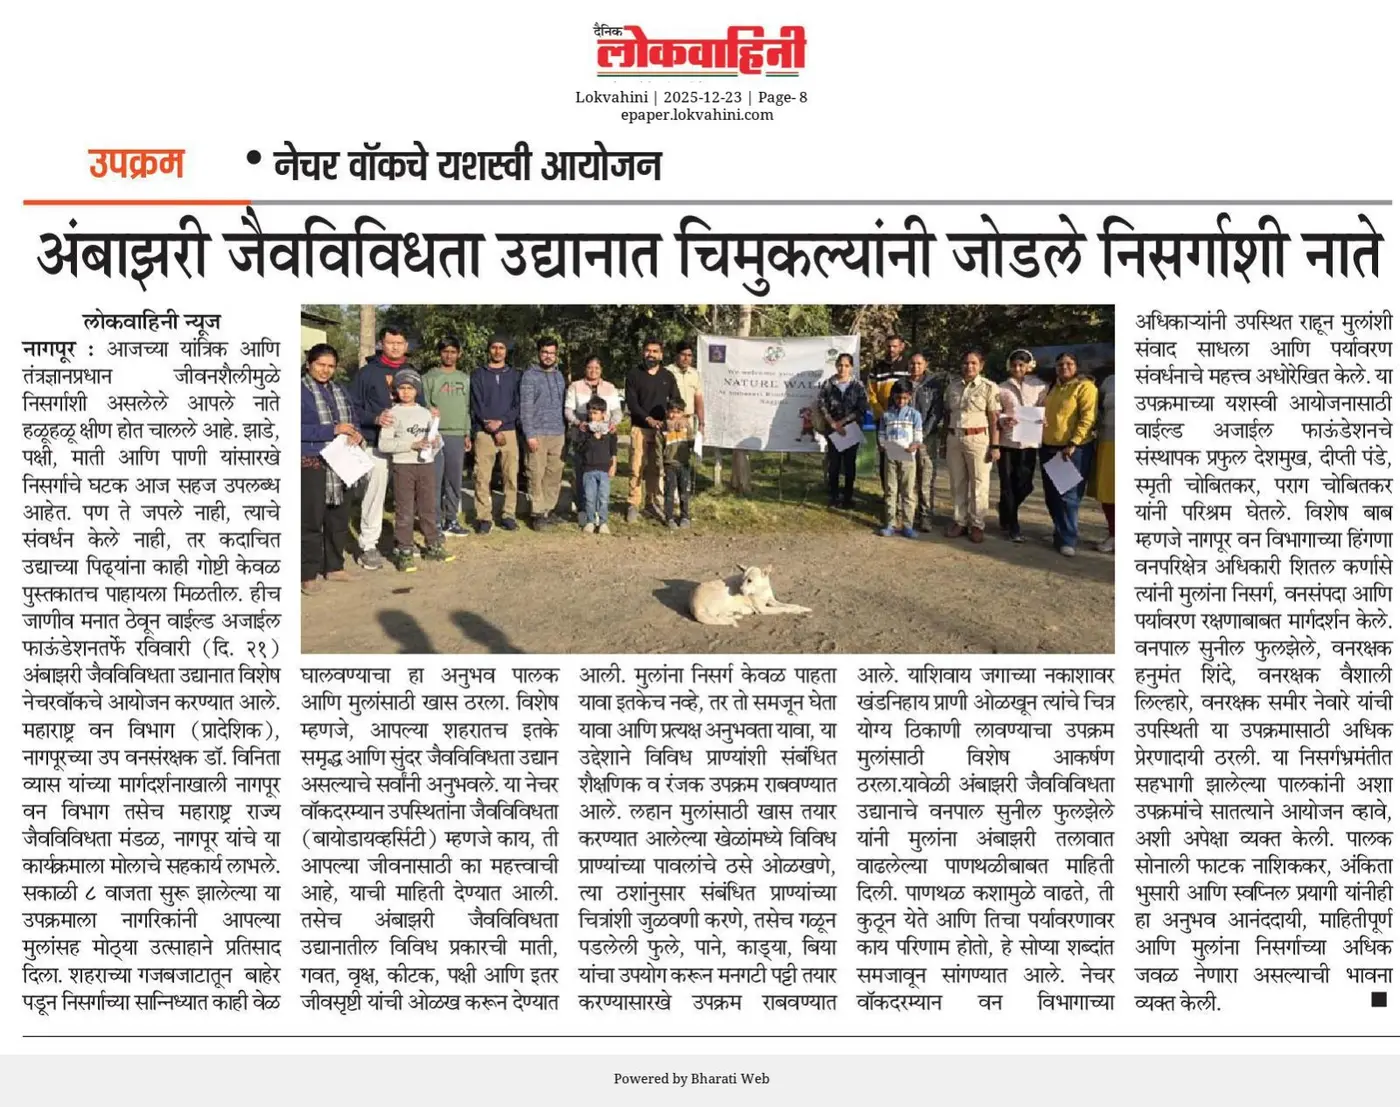 दैनिक
लोकवाहिनी
Lokvahini | 2025-12-23 | Page- 8
epaper.lokvahini.com
उपक्रम
• नेचर वॉकचे यशस्वी आयोजन
अंबाझरी जैवविविधता उद्यानात चिमुकल्यांनी जोडले निसर्गाशी नाते
लोकवाहिनी न्यूज
नागपूर : आजच्या यांत्रिक आणि
तंत्रज्ञानप्रधान जीवनशैलीमुळे
निसर्गाशी असलेले आपले नाते
हळूहळू क्षीण होत चालले आहे. झाडे,
पक्षी, माती आणि पाणी यांसारखे
निसर्गाचे घटक आज सहज उपलब्ध
आहेत. पण ते जपले नाही, त्याचे
संवर्धन केले नाही, तर कदाचित
उद्याच्या पिढ्यांना काही गोष्टी केवळ
पुस्तकातच पाहायला मिळतील. हीच
जाणीव मनात ठेवून वाईल्ड अजाईल
फाऊंडेशनतर्फे रविवारी (दि. २१)
अंबाझरी जैवविविधता उद्यानात विशेष
नेचरवॉकचे आयोजन करण्यात आले.
महाराष्ट्र वन विभाग (प्रादेशिक),
नागपूरच्या उप वनसंरक्षक डॉ. विनिता
व्यास यांच्या मार्गदर्शनाखाली नागपूर
वन विभाग तसेच महाराष्ट्र राज्य
जैवविविधता मंडळ, नागपूर यांचे या
कार्यक्रमाला मोलाचे सहकार्य लाभले.
सकाळी ८ वाजता सुरू झालेल्या या
उपक्रमाला नागरिकांनी आपल्या
मुलांसह मोठ्या उत्साहाने प्रतिसाद
दिला. शहराच्या गजबजाटातून बाहेर
पडून निसर्गाच्या सान्निध्यात काही वेळ
We welcome you to the
NATURE WALK
At Ambazari Biodiversity
Nagpur
घालवण्याचा हा अनुभव पालक
आणि मुलांसाठी खास ठरला. विशेष
म्हणजे, आपल्या शहरातच इतके
समृद्ध आणि सुंदर जैवविविधता उद्यान
असल्याचे सर्वांनी अनुभवले. या नेचर
वॉकदरम्यान उपस्थितांना जैवविविधता
(बायोडायव्हर्सिटी) म्हणजे काय, ती
आपल्या जीवनासाठी का महत्त्वाची
आहे, याची माहिती देण्यात आली.
तसेच अंबाझरी जैवविविधता
उद्यानातील विविध प्रकारची माती,
गवत, वृक्ष, कीटक, पक्षी आणि इतर
जीवसृष्टी यांची ओळख करून देण्यात
आली. मुलांना निसर्ग केवळ पाहता
यावा इतकेच नव्हे, तर तो समजून घेता
यावा आणि प्रत्यक्ष अनुभवता यावा, या
उद्देशाने विविध प्राण्यांशी संबंधित
शैक्षणिक व रंजक उपक्रम राबवण्यात
आले. लहान मुलांसाठी खास तयार
करण्यात आलेल्या खेळांमध्ये विविध
प्राण्यांच्या पावलांचे ठसे ओळखणे,
त्या ठशांनुसार संबंधित प्राण्यांच्या
चित्रांशी जुळवणी करणे, तसेच गळून
पडलेली फुले, पाने, काड्या, बिया
यांचा उपयोग करून मनगटी पट्टी तयार
करण्यासारखे उपक्रम राबवण्यात
आले. याशिवाय जगाच्या नकाशावर
खंडनिहाय प्राणी ओळखून त्यांचे चित्र
योग्य ठिकाणी लावण्याचा उपक्रम
मुलांसाठी विशेष आकर्षण
ठरला.यावेळी अंबाझरी जैवविविधता
उद्यानाचे वनपाल सुनील फुलझेले
यांनी मुलांना अंबाझरी तलावात
वाढलेल्या पाणथळीबाबत माहिती
दिली. पाणथळ कशामुळे वाढते, ती
कुठून येते आणि तिचा पर्यावरणावर
काय परिणाम होतो, हे सोप्या शब्दांत
समजावून सांगण्यात आले. नेचर
वॉकदरम्यान वन विभागाच्या
अधिकाऱ्यांनी उपस्थित राहून मुलांशी
संवाद साधला आणि पर्यावरण
संवर्धनाचे महत्त्व अधोरेखित केले. या
उपक्रमाच्या यशस्वी आयोजनासाठी
वाईल्ड अजाईल फाऊंडेशनचे
संस्थापक प्रफुल देशमुख, दीप्ती पंडे,
स्मृती चोबितकर, पराग चोबितकर
यांनी परिश्रम घेतले. विशेष बाब
म्हणजे नागपूर वन विभागाच्या हिंगणा
वनपरिक्षेत्र अधिकारी शितल कर्णासे
त्यांनी मुलांना निसर्ग, वनसंपदा आणि
पर्यावरण रक्षणाबाबत मार्गदर्शन केले.
वनपाल सुनील फुलझेले, वनरक्षक
हनुमंत शिंदे, वनरक्षक वैशाली
लिल्हारे, वनरक्षक समीर नेवारे यांची
उपस्थिती या उपक्रमासाठी अधिक
प्रेरणादायी ठरली. या निसर्गभ्रमंतीत
सहभागी झालेल्या पालकांनी अशा
उपक्रमांचे सातत्याने आयोजन व्हावे,
अशी अपेक्षा व्यक्त केली. पालक
सोनाली फाटक नाशिककर, अंकिता
भुसारी आणि स्वप्निल प्रयागी यांनीही
हा अनुभव आनंददायी, माहितीपूर्ण
आणि मुलांना निसर्गाच्या अधिक
जवळ नेणारा असल्याची भावना
व्यक्त केली.
Powered by Bharati Web